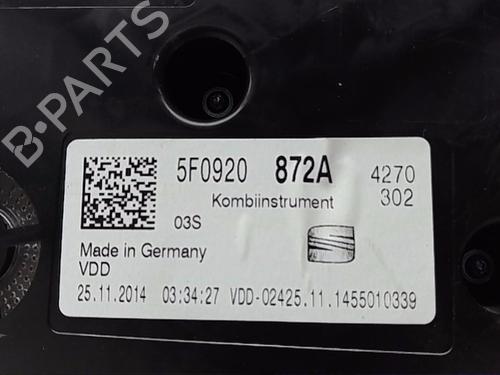 B-PARTS
5F0920 872A 4270
302
Kombiinstrument
03S
Made in Germany
VDD
25.11.2014 03:34:27 VDD-02425.11.1455010339